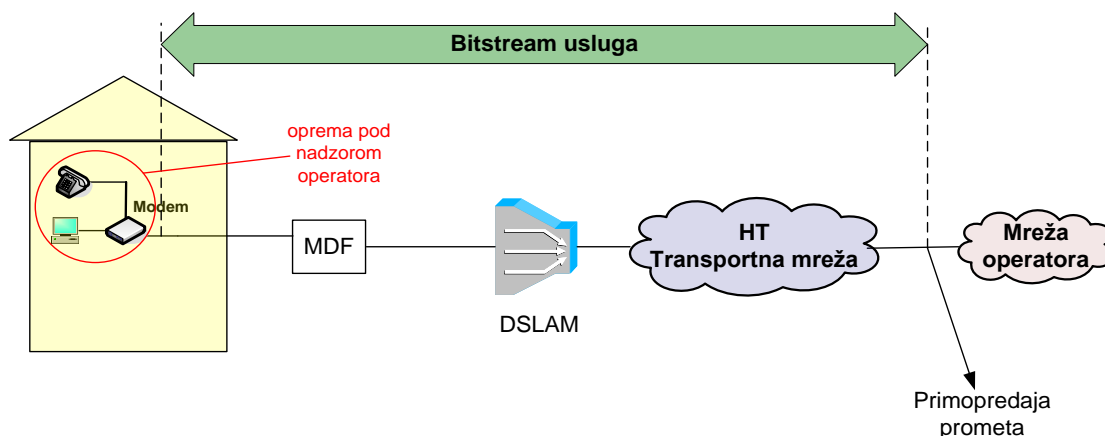 Bitstream usluga
oprema pod
nadzorom
operatora
Modem
MDF
DSLAM
HT
Transportna mreža
Mreža
operatora
Primopredaja
prometa